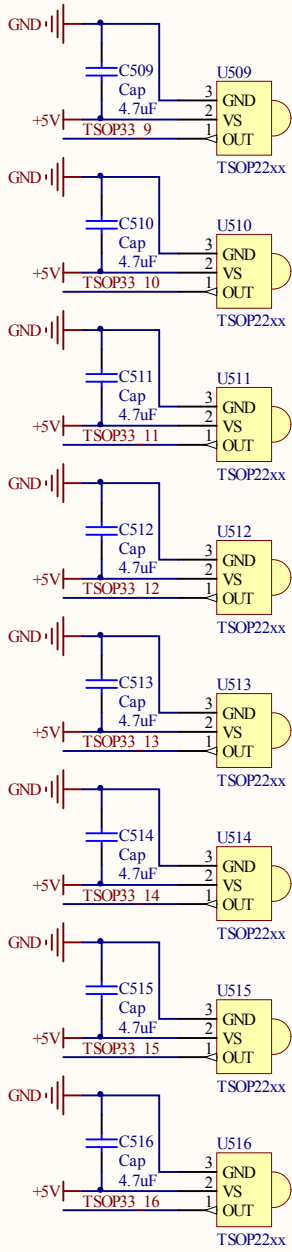 GND
C509
Cap
4.7uF
+5V
TSOP33_9
U509
3 GND
2 VS
1 OUT
TSOP22xx
GND
C510
Cap
4.7uF
+5V
TSOP33_10
U510
3 GND
2 VS
1 OUT
TSOP22xx
GND
C511
Cap
4.7uF
+5V
TSOP33_11
U511
3 GND
2 VS
1 OUT
TSOP22xx
GND
C512
Cap
4.7uF
+5V
TSOP33_12
U512
3 GND
2 VS
1 OUT
TSOP22xx
GND
C513
Cap
4.7uF
+5V
TSOP33_13
U513
3 GND
2 VS
1 OUT
TSOP22xx
GND
C514
Cap
4.7uF
+5V
TSOP33_14
U514
3 GND
2 VS
1 OUT
TSOP22xx
GND
C515
Cap
4.7uF
+5V
TSOP33_15
U515
3 GND
2 VS
1 OUT
TSOP22xx
GND
C516
Cap
4.7uF
+5V
TSOP33_16
U516
3 GND
2 VS
1 OUT
TSOP22xx